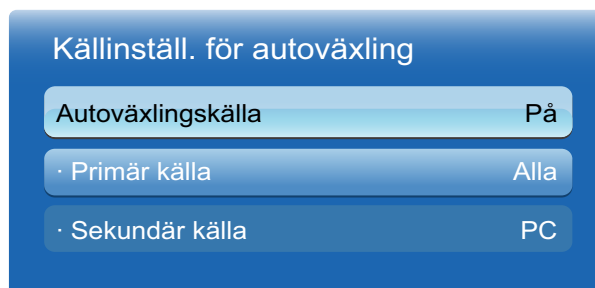 Källinställ. för autoväxling
Autoväxlingskälla På
· Primär källa Alla
· Sekundär källa PC